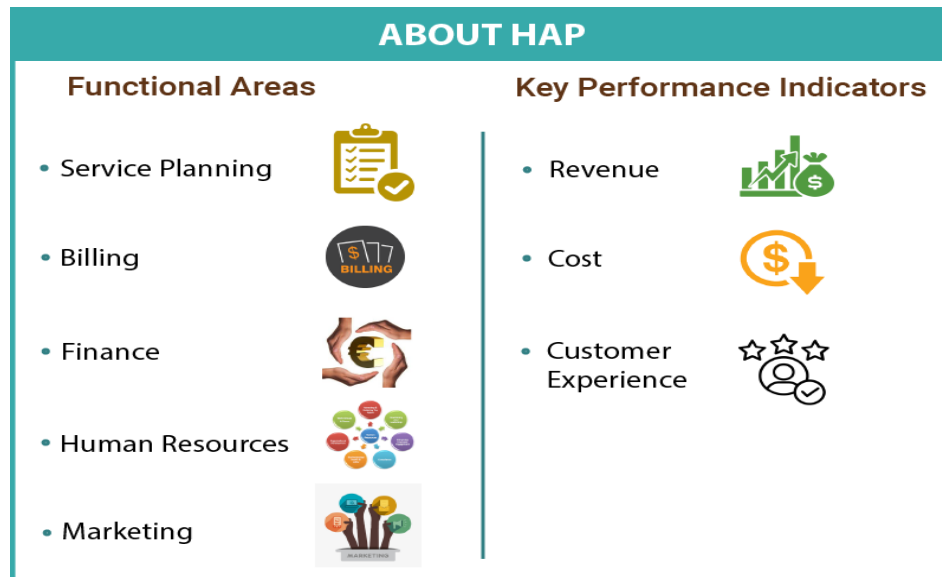 ABOUT HAP
Functional Areas
Service Planning
Billing
$
BILLING
Finance
Human Resources
Marketing
MARKETING
Key Performance Indicators
Revenue
$
Cost
$
Customer
Experience